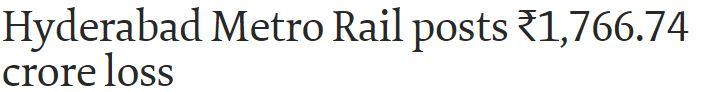 Hyderabad Metro Rail posts ₹1,766.74
crore loss